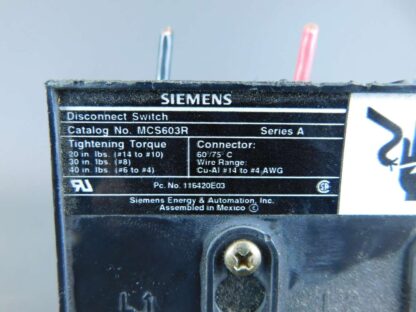 SIEMENS
Disconnect Switch
Catalog No. MCS603R Series A
Tightening Torque Connector:
20 in. lbs. (#14 to #10) 60°/75°C
30 in. lbs. (#8) Wire Range:
40 in. lbs. (#6 to #4) Cu-Al #14 to #4 AWG
Pc. No. 116420E03
Siemens Energy & Automation, Inc.
Assembled in Mexico ©